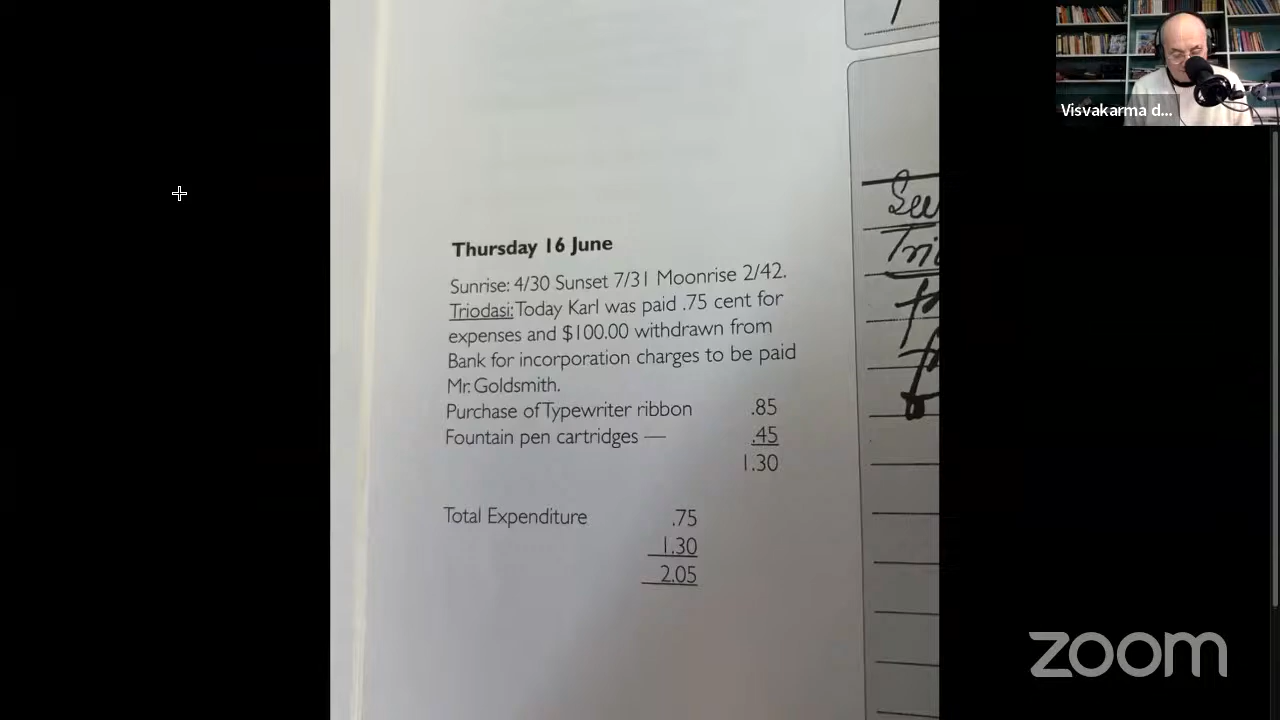 Visvakarma d...
Thursday 16 June
Sunrise: 4/30 Sunset 7/31 Moonrise 2/42.
Triodasi: Today Karl was paid .75 cent for
expenses and $100.00 withdrawn from
Bank for incorporation charges to be paid
Mr. Goldsmith.
Purchase of Typewriter ribbon .85
Fountain pen cartridges — .45
1.30
Total Expenditure .75
1.30
2.05
zoom